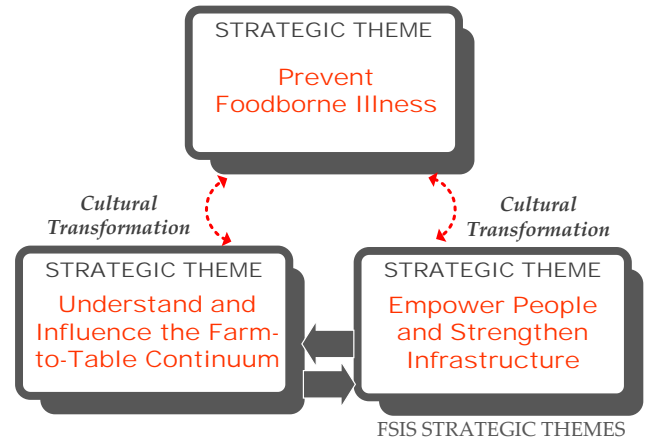 STRATEGIC THEME
Prevent
Foodborne Illness
Cultural
Transformation
Cultural
Transformation
STRATEGIC THEME
Understand and
Influence the Farm-
to-Table Continuum
STRATEGIC THEME
Empower People
and Strengthen
Infrastructure
FSIS STRATEGIC THEMES